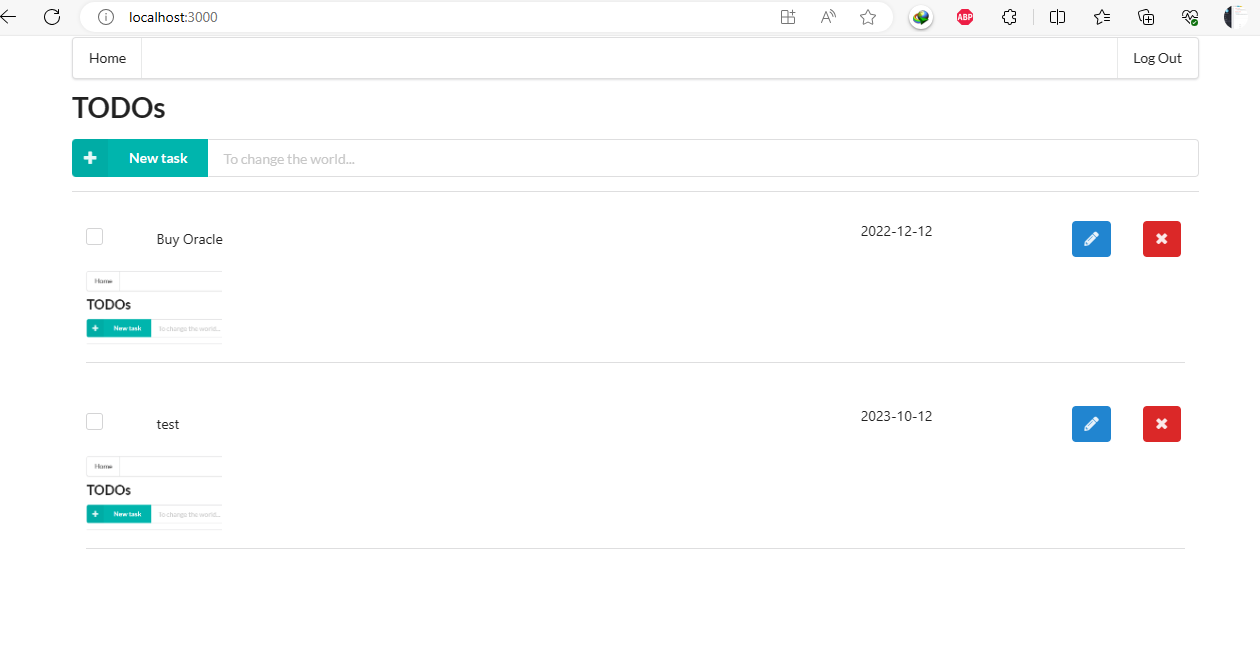 localhost:3000
A
ABP
Home
Log Out
TODOs
New task
To change the world...
Buy Oracle
2022-12-12
Home
TODOs
New task
To change the world...
test
2023-10-12
Home
TODOs
New task
To change the world...